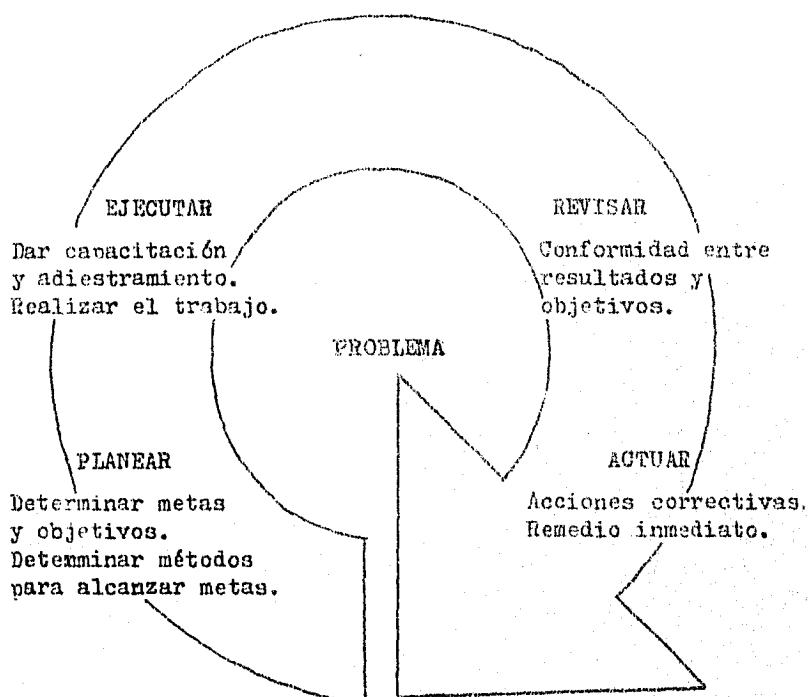 EJECUTAR
Dar capacitación
y adiestramiento.
Realizar el trabajo.
REVISAR
Conformidad entre
resultados y
objetivos.
PROBLEMA
PLANEAR
Determinar metas
y objetivos.
Determinar métodos
para alcanzar metas.
ACTUAR
Acciones correctivas.
Remedio inmediato.